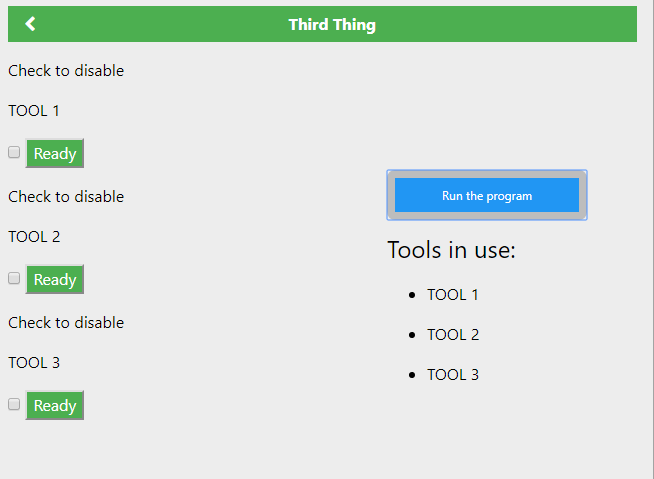 Third Thing
Check to disable
TOOL 1
Ready
Check to disable
TOOL 2
Ready
Check to disable
TOOL 3
Ready
Run the program
Tools in use:
TOOL 1
TOOL 2
TOOL 3